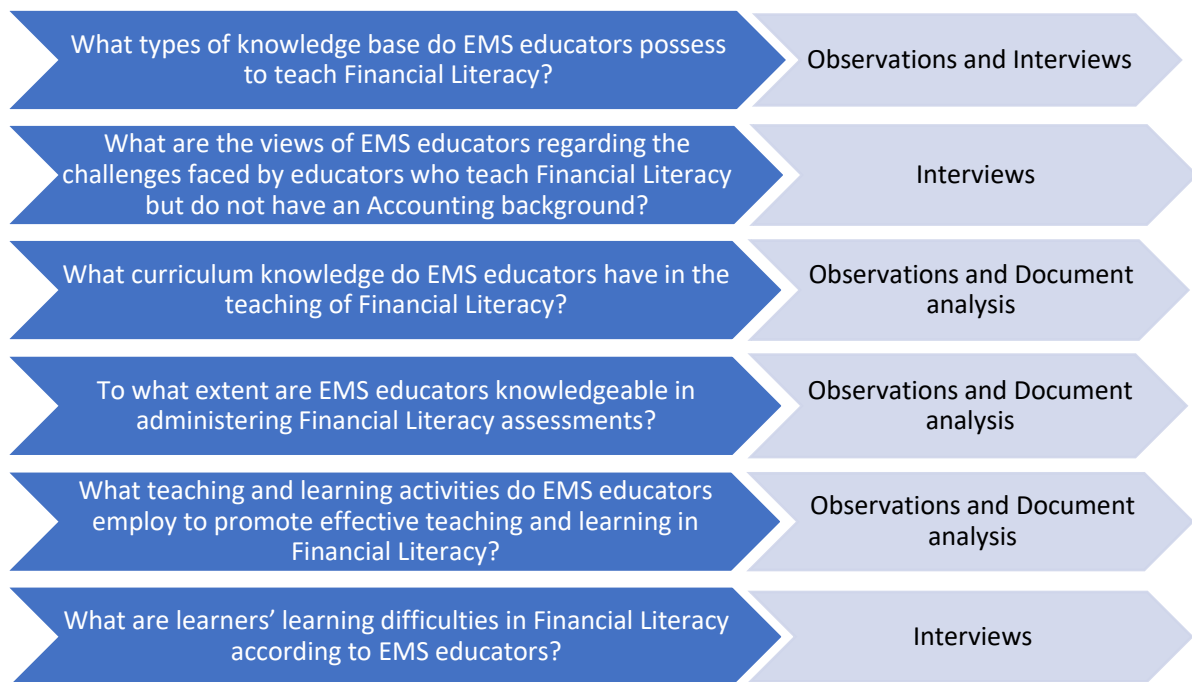 What types of knowledge base do EMS educators possess
to teach Financial Literacy?
Observations and Interviews
What are the views of EMS educators regarding the
challenges faced by educators who teach Financial Literacy
but do not have an Accounting background?
Interviews
What curriculum knowledge do EMS educators have in the
teaching of Financial Literacy?
Observations and Document
analysis
To what extent are EMS educators knowledgeable in
administering Financial Literacy assessments?
Observations and Document
analysis
What teaching and learning activities do EMS educators
employ to promote effective teaching and learning in
Financial Literacy?
Observations and Document
analysis
What are learners’ learning difficulties in Financial Literacy
according to EMS educators?
Interviews